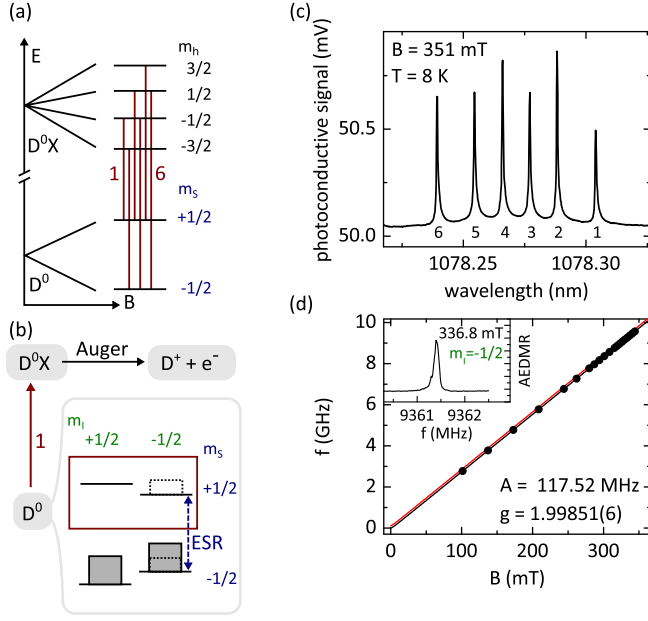 (a)
E
m_h
3/2
1/2
-1/2
-3/2
D⁰X
1
6
m_S
+1/2
D⁰
-1/2
B
(b)
D⁰X
Auger
D⁺ + e⁻
1
m_I
+1/2
-1/2
m_S
D⁰
+1/2
ESR
-1/2
(c)
B = 351 mT
T = 8 K
photoconductive signal (mV)
50.5
50.0
6
5
4
3
2
1
1078.25
1078.30
wavelength (nm)
(d)
10
8
6
4
2
0
f (GHz)
336.8 mT
m_I=-1/2
AEDMR
9361
9362
f (MHz)
A = 117.52 MHz
g = 1.99851(6)
0
100
200
300
B (mT)